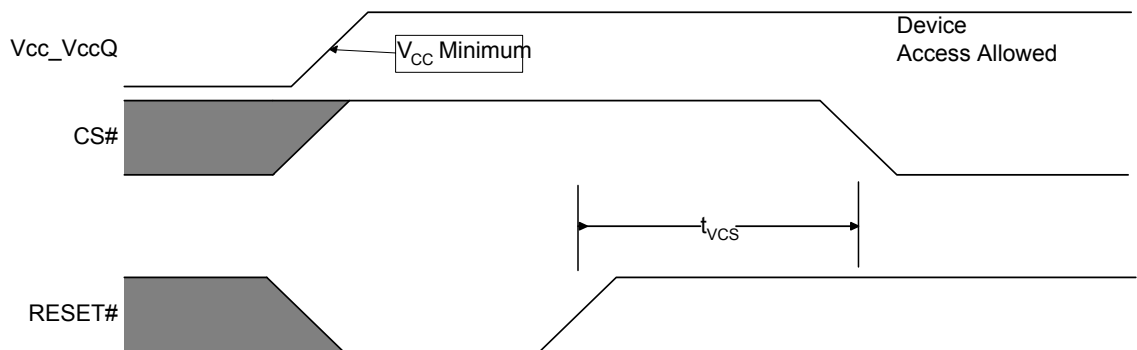 Vcc_VccQ
VCC Minimum
Device
Access Allowed
CS#
tVCS
RESET#